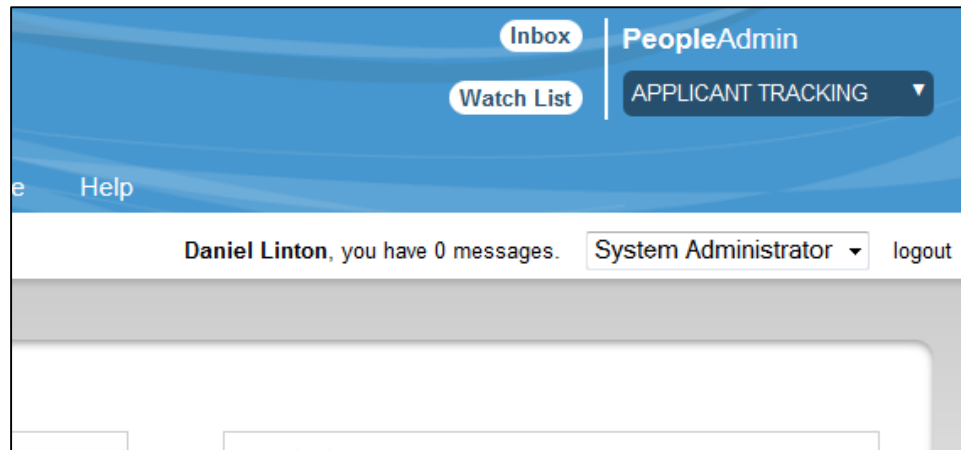 Inbox
PeopleAdmin
Watch List
APPLICANT TRACKING
e Help
Daniel Linton, you have 0 messages. System Administrator logout